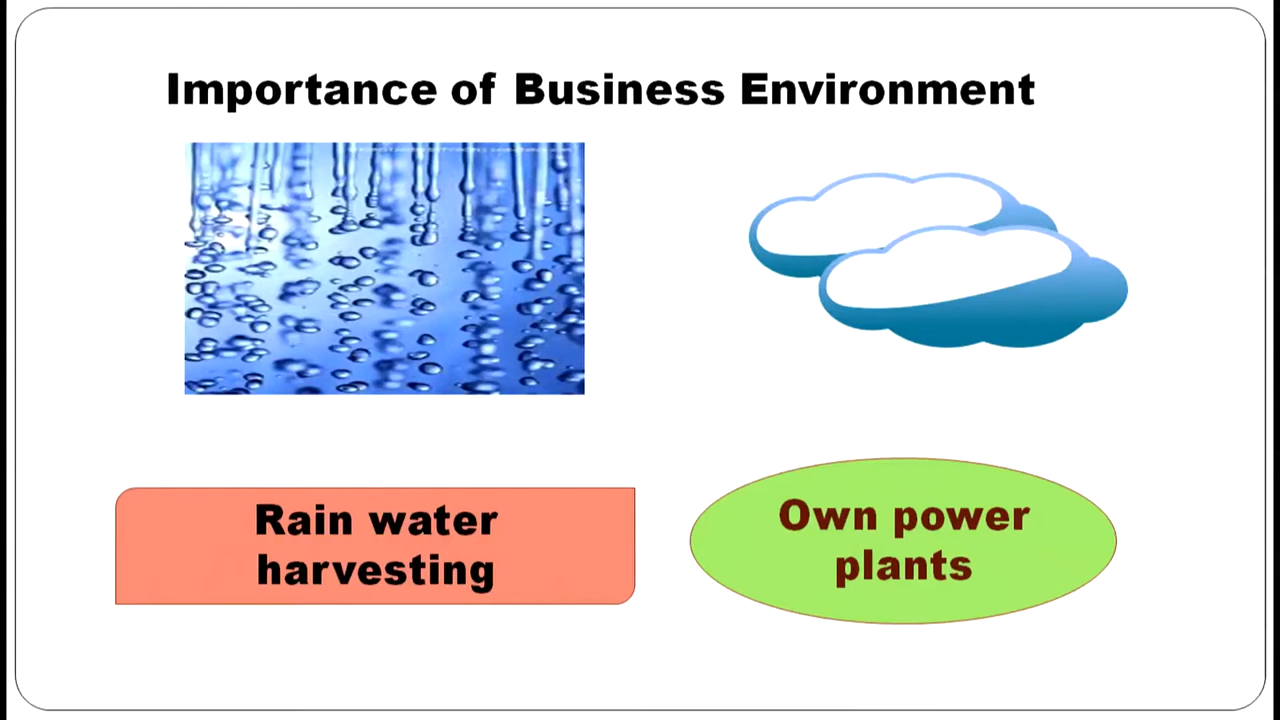 Importance of Business Environment
Rain water
harvesting
Own power
plants